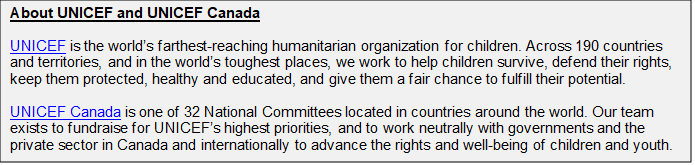 About UNICEF and UNICEF Canada
UNICEF is the world's farthest-reaching humanitarian organization for children. Across 190 countries
and territories, and in the world's toughest places, we work to help children survive, defend their rights,
keep them protected, healthy and educated, and give them a fair chance to fulfill their potential.
UNICEF Canada is one of 32 National Committees located in countries around the world. Our team
exists to fundraise for UNICEF's highest priorities, and to work neutrally with governments and the
private sector in Canada and internationally to advance the rights and well-being of children and youth.